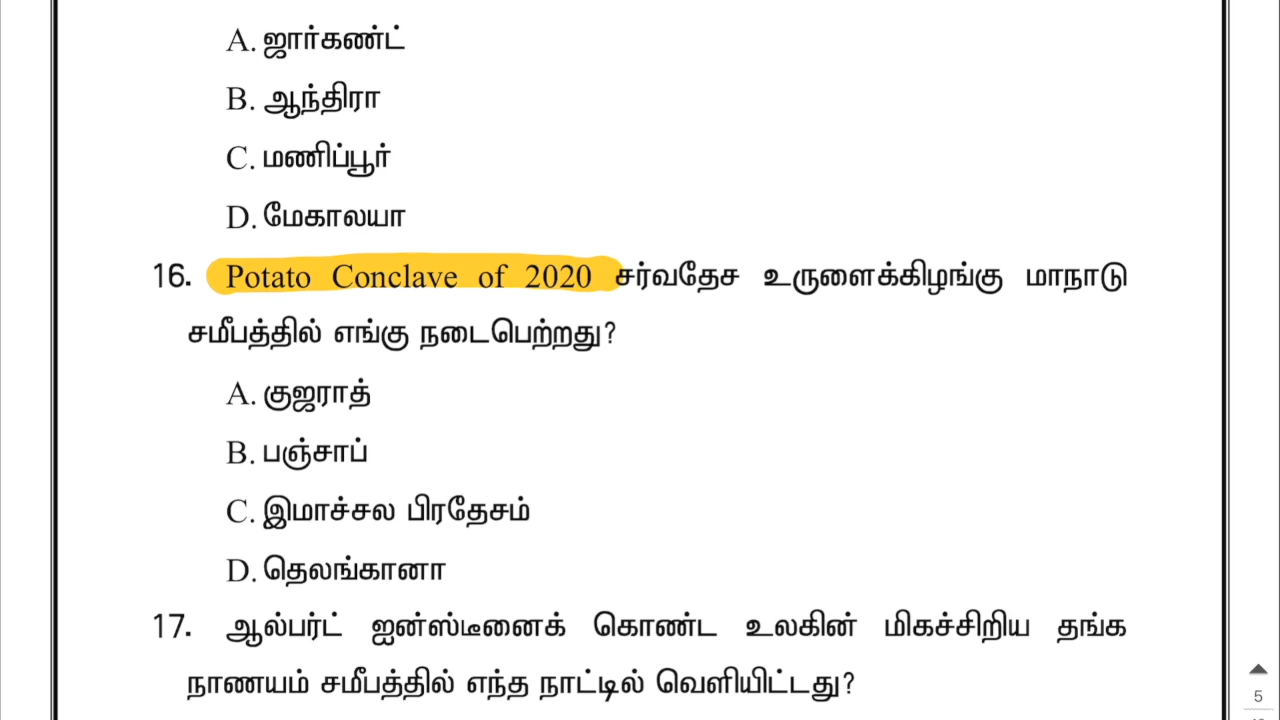 A. ஜார்கண்ட்
B. ஆந்திரா
C. மணிப்பூர்
D. மேகாலயா
16. Potato Conclave of 2020 சர்வதேச உருளைக்கிழங்கு மாநாடு
சமீபத்தில் எங்கு நடைபெற்றது?
A. குஜராத்
B. பஞ்சாப்
C. இமாச்சல பிரதேசம்
D. தெலங்கானா
17. ஆல்பர்ட் ஐன்ஸ்டீனைக் கொண்ட உலகின் மிகச்சிறிய தங்க
நாணயம் சமீபத்தில் எந்த நாட்டில் வெளியிட்டது?
5